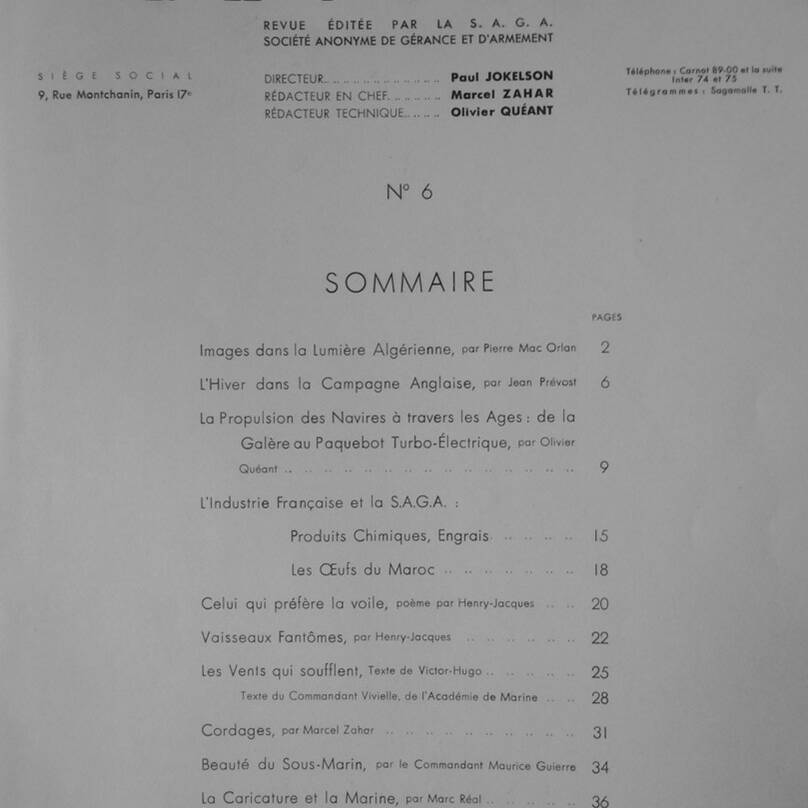 REVUE ÉDITÉE PAR LA S. A. G. A.
SOCIÉTÉ ANONYME DE GÉRANCE ET D'ARMEMENT
SIÈGE SOCIAL
9, Rue Montchanin, Paris 17e
DIRECTEUR.. .. .. .. .. .. .. .. .. .. Paul JOKELSON
RÉDACTEUR EN CHEF. .. .. .. .. .. Marcel ZAHAR
RÉDACTEUR TECHNIQUE.. .. .. .. Olivier QUÉANT
Téléphone : Carnot 89-00 et la suite
Inter 74 et 75
Télégrammes : Sagamalle T. T.
N° 6
SOMMAIRE
PAGES
Images dans la Lumière Algérienne, par Pierre Mac Orlan 2
L'Hiver dans la Campagne Anglaise, par Jean Prévost 6
La Propulsion des Navires à travers les Ages : de la
Galère au Paquebot Turbo-Électrique, par Olivier
Quéant .. .. .. .. .. .. .. .. .. .. .. .. .. .. .. 9
L'Industrie Française et la S.A.G.A. :
Produits Chimiques, Engrais. .. .. .. .. 15
Les Œufs du Maroc .. .. .. .. .. .. .. 18
Celui qui préfère la voile, poème par Henry-Jacques .. .. 20
Vaisseaux Fantômes, par Henry-Jacques .. .. .. .. .. .. 22
Les Vents qui soufflent, Texte de Victor-Hugo .. .. .. .. .. 25
Texte du Commandant Vivielle, de l'Académie de Marine .. .. 28
Cordages, par Marcel Zahar .. .. .. .. .. .. .. .. .. .. 31
Beauté du Sous-Marin, par le Commandant Maurice Guierre 34
La Caricature et la Marine, par Marc Réal .. .. .. .. .. 36